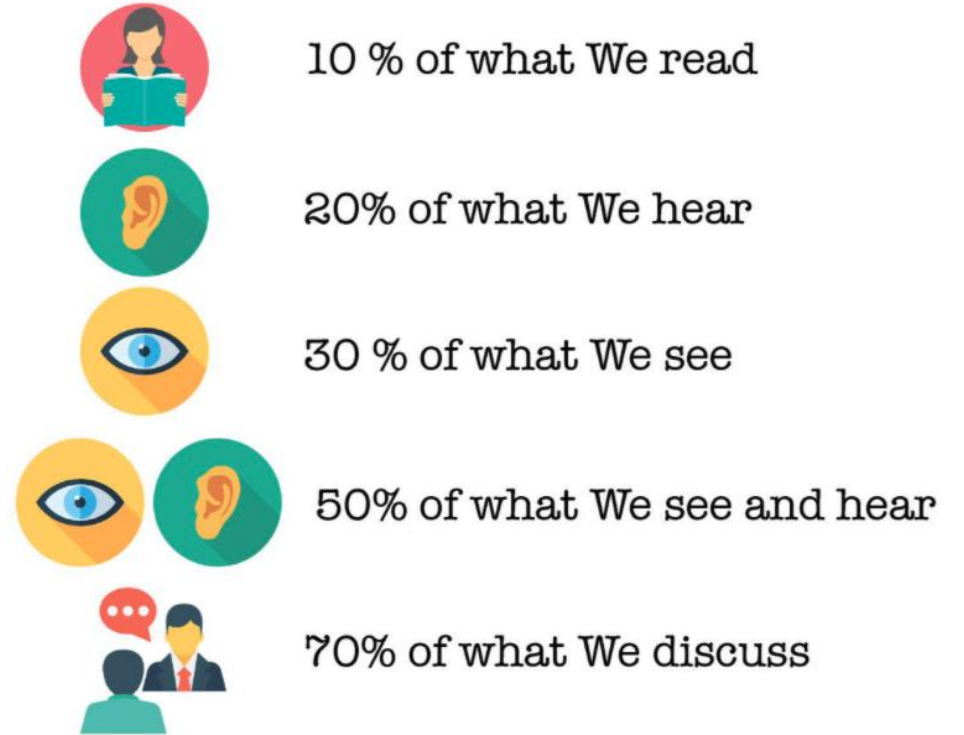 10 % of what We read
20% of what We hear
30 % of what We see
50% of what We see and hear
70% of what We discuss